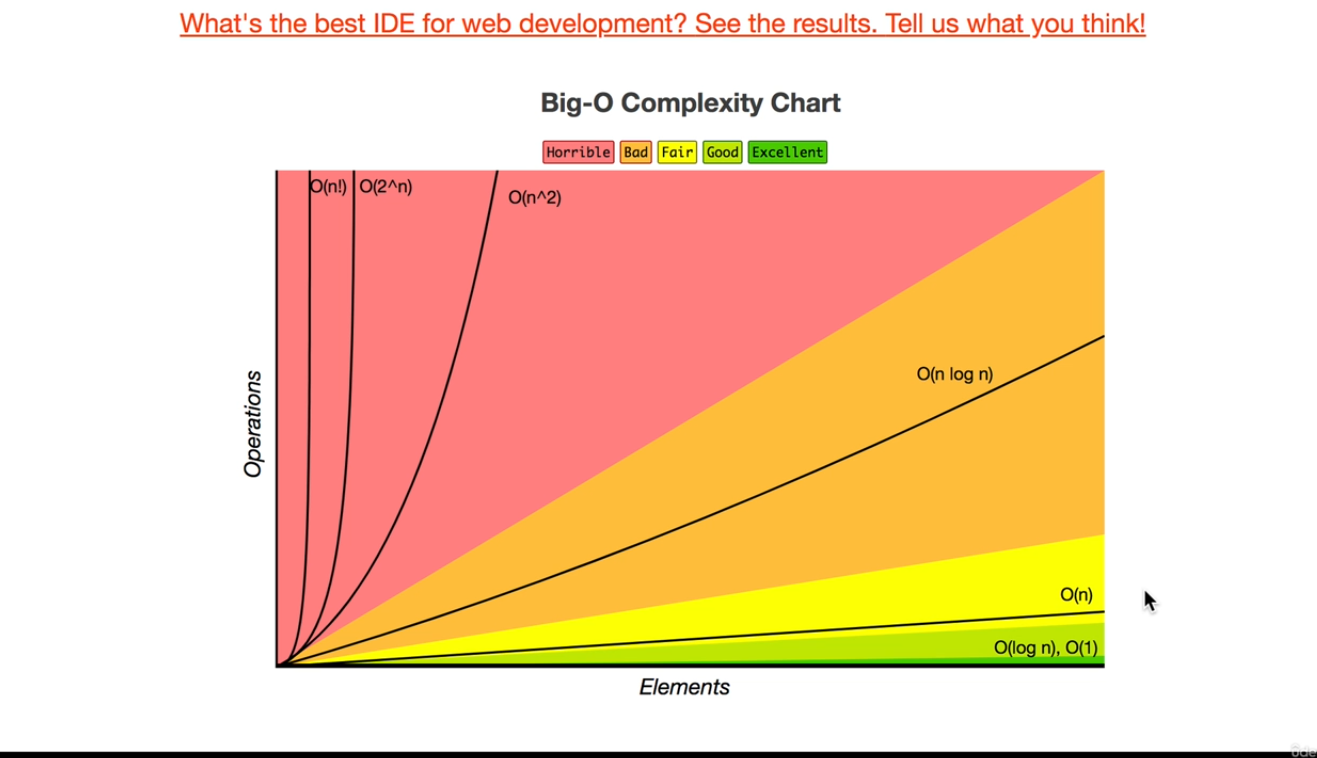 What's the best IDE for web development? See the results. Tell us what you think!
Big-O Complexity Chart
Horrible Bad Fair Good Excellent
O(n!) O(2^n)
O(n^2)
O(n log n)
O(n)
O(log n), O(1)
Operations
Elements